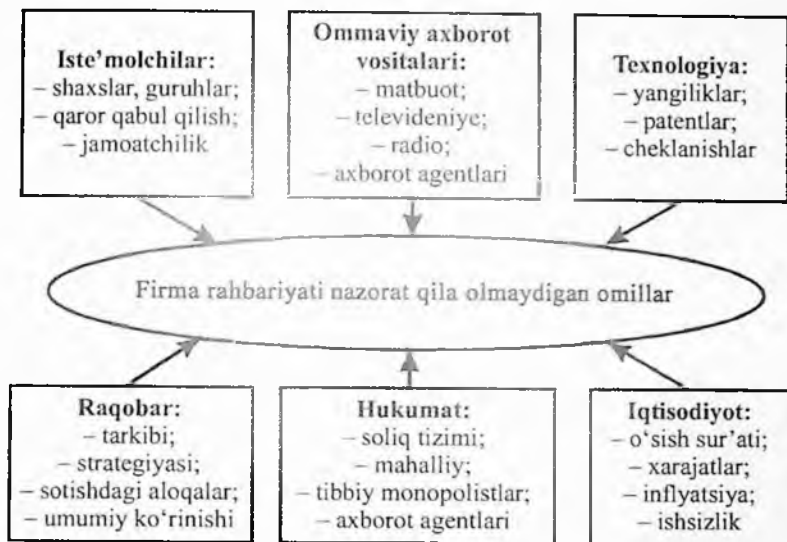 Iste’molchilar:
– shaxslar, guruhlar;
– qaror qabul qilish;
– jamoatchilik
Ommaviy axborot
vositalari:
– matbuot;
– televideniye;
– radio;
– axborot agentlari
Texnologiya:
– yangiliklar;
– patentlar;
– cheklanishlar
Firma rahbariyati nazorat qila olmaydigan omillar
Raqobar:
– tarkibi;
– strategiyasi;
– sotishdagi aloqalar;
– umumiy ko‘rinishi
Hukumat:
– soliq tizimi;
– mahalliy;
– tibbiy monopolistlar;
– axborot agentlari
Iqtisodiyot:
– o‘sish sur’ati;
– xarajatlar;
– inflyatsiya;
– ishsizlik